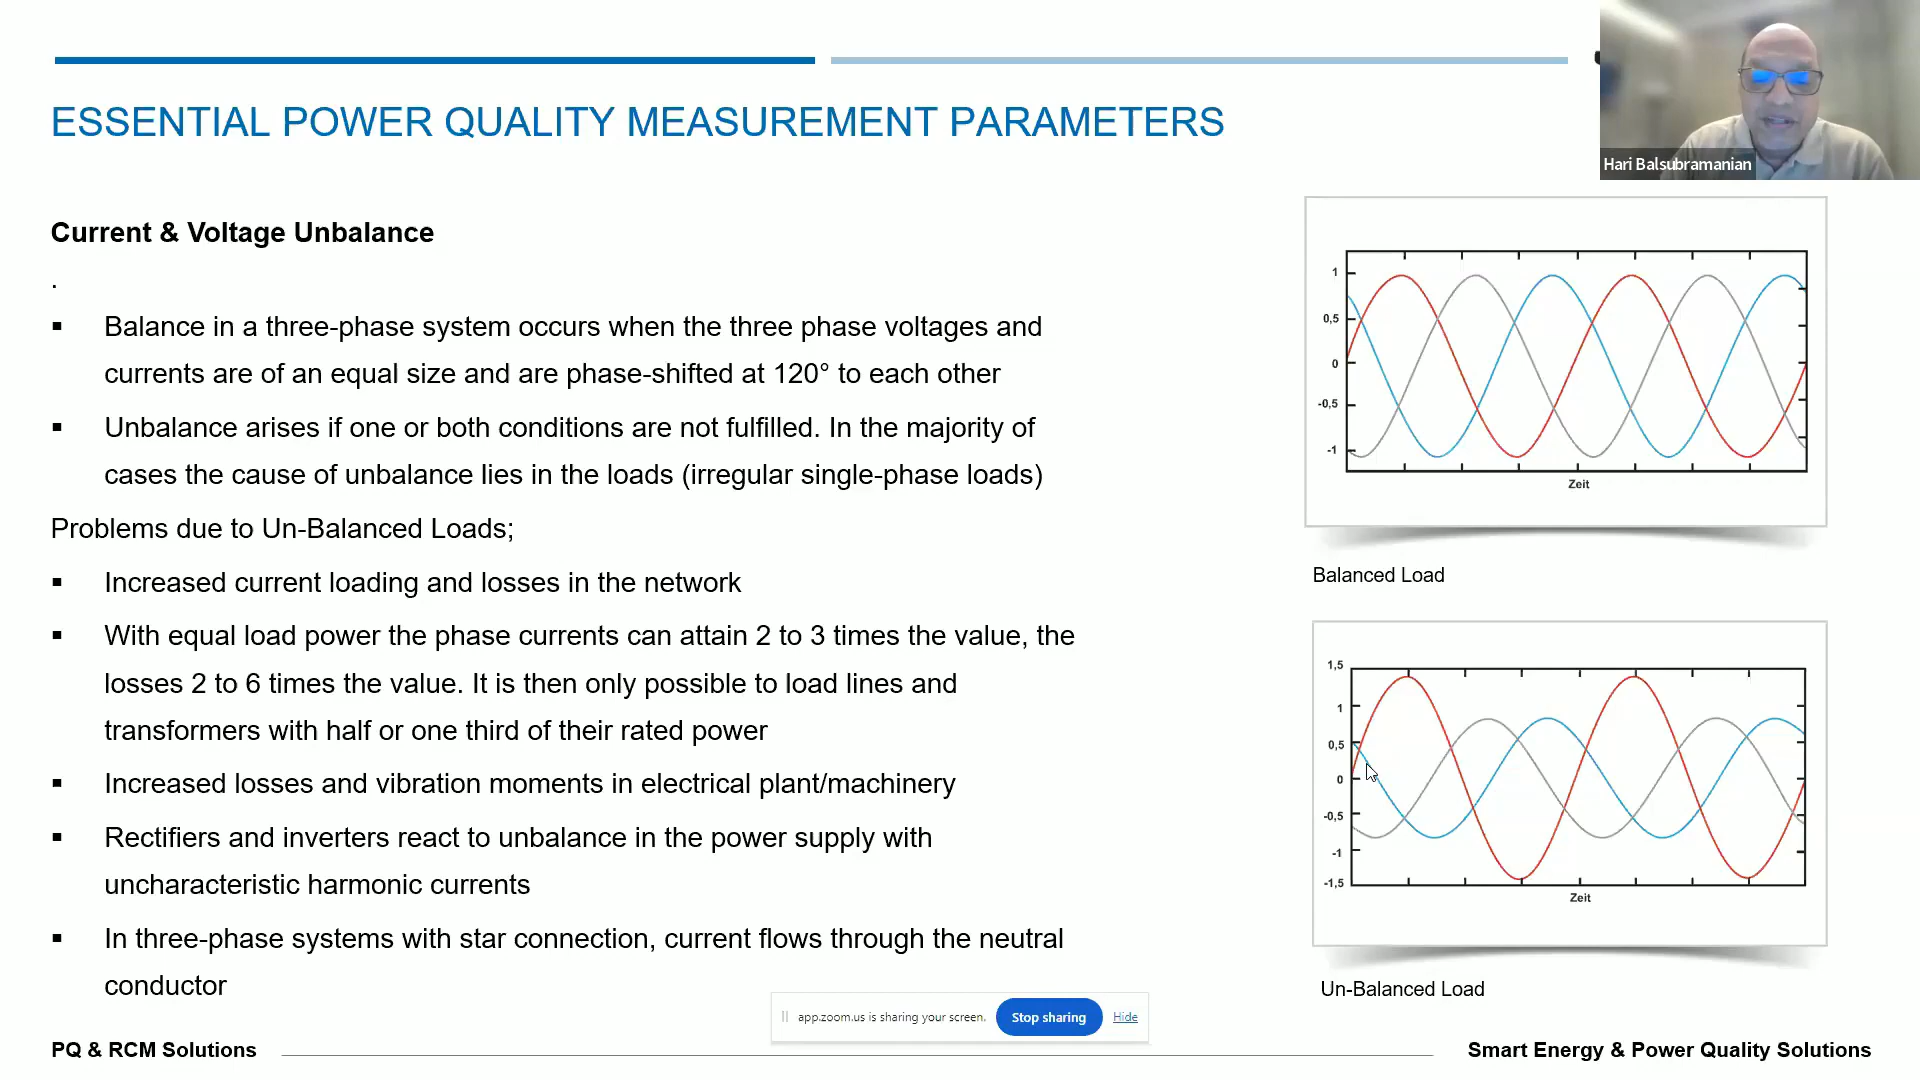 ESSENTIAL POWER QUALITY MEASUREMENT PARAMETERS
Hari Balsubramanian
Current & Voltage Unbalance
.
▪ Balance in a three-phase system occurs when the three phase voltages and
currents are of an equal size and are phase-shifted at 120° to each other
▪ Unbalance arises if one or both conditions are not fulfilled. In the majority of
cases the cause of unbalance lies in the loads (irregular single-phase loads)
Problems due to Un-Balanced Loads;
▪ Increased current loading and losses in the network
▪ With equal load power the phase currents can attain 2 to 3 times the value, the
losses 2 to 6 times the value. It is then only possible to load lines and
transformers with half or one third of their rated power
▪ Increased losses and vibration moments in electrical plant/machinery
▪ Rectifiers and inverters react to unbalance in the power supply with
uncharacteristic harmonic currents
▪ In three-phase systems with star connection, current flows through the neutral
conductor
1
0,5
0
-0,5
-1
Zeit
Balanced Load
1,5
1
0,5
0
-0,5
-1
-1,5
Zeit
Un-Balanced Load
app.zoom.us is sharing your screen. Stop sharing Hide
PQ & RCM Solutions
Smart Energy & Power Quality Solutions